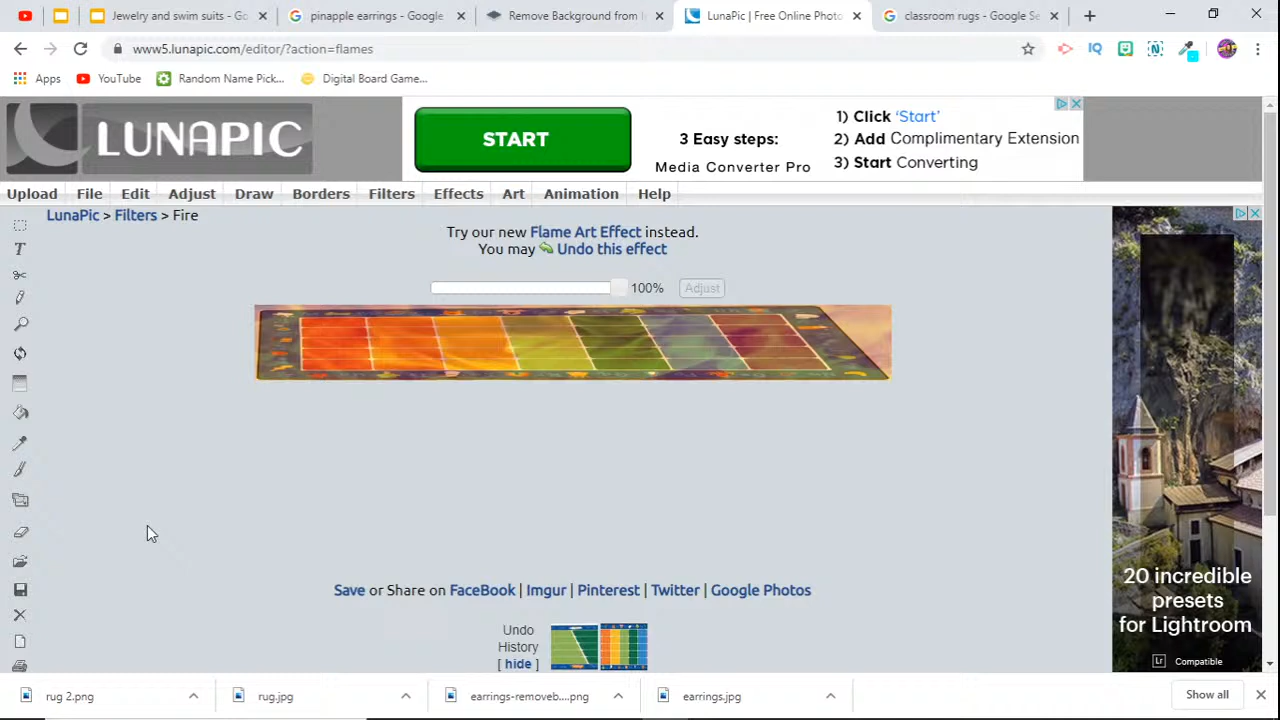 Jewelry and swim suits - Go
pinapple earrings - Google
Remove Background from I
LunaPic | Free Online Photo
classroom rugs - Google Se
www5.lunapic.com/editor/?action=flames
IQ
N
Apps
YouTube
Random Name Pick...
Digital Board Game...
LUNAPIC
START
3 Easy steps:
Media Converter Pro
1) Click 'Start'
2) Add Complimentary Extension
3) Start Converting
Upload File Edit Adjust Draw Borders Filters Effects Art Animation Help
LunaPic > Filters > Fire
Try our new Flame Art Effect instead.
You may Undo this effect
100%
Adjust
T
Save or Share on FaceBook | Imgur | Pinterest | Twitter | Google Photos
Undo
History
[ hide ]
20 incredible
presets
for Lightroom
Lr Compatible
rug 2.png
rug.jpg
earrings-removeb....png
earrings.jpg
Show all